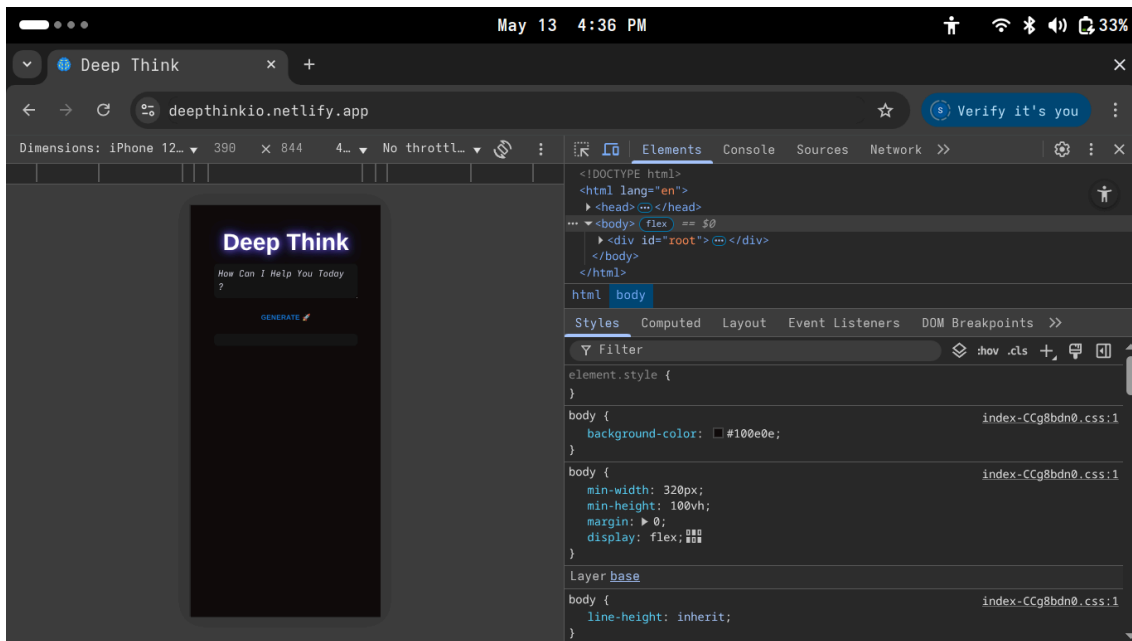 May 13 4:36 PM
33%
Deep Think
deepthinkio.netlify.app
S Verify it's you
Dimensions: iPhone 12… 390 × 844 4… No throttl…
Deep Think
How Can I Help You Today
?
GENERATE 🚀
Elements Console Sources Network
<!DOCTYPE html>
<html lang="en">
<head> … </head>
… <body> flex == $0
<div id="root"> … </div>
</body>
</html>
html body
Styles Computed Layout Event Listeners DOM Breakpoints
Filter :hov .cls
element.style {
}
body { index-CCg8bdn0.css:1
background-color: #100e0e;
}
body { index-CCg8bdn0.css:1
min-width: 320px;
min-height: 100vh;
margin: 0;
display: flex;
}
Layer base
body { index-CCg8bdn0.css:1
line-height: inherit;
}